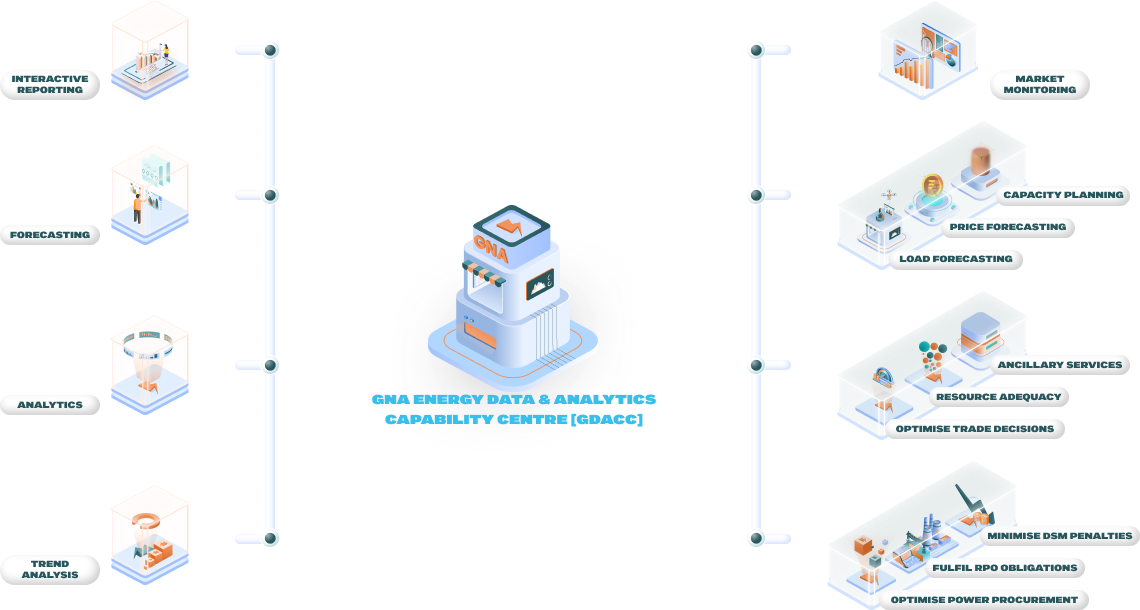 INTERACTIVE
REPORTING
FORECASTING
ANALYTICS
TREND
ANALYSIS
GNA
GNA ENERGY DATA & ANALYTICS
CAPABILITY CENTRE [GDACC]
MARKET
MONITORING
CAPACITY PLANNING
PRICE FORECASTING
LOAD FORECASTING
ANCILLARY SERVICES
RESOURCE ADEQUACY
OPTIMISE TRADE DECISIONS
MINIMISE DSM PENALTIES
FULFIL RPO OBLIGATIONS
OPTIMISE POWER PROCUREMENT